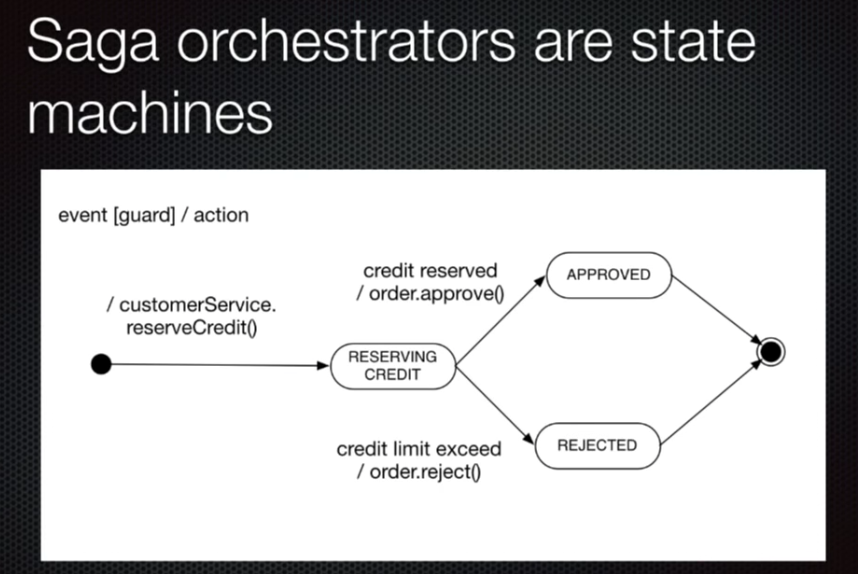 Saga orchestrators are state
machines
event [guard] / action
/ customerService.
reserveCredit()
credit reserved
/ order.approve()
APPROVED
RESERVING
CREDIT
credit limit exceed
/ order.reject()
REJECTED